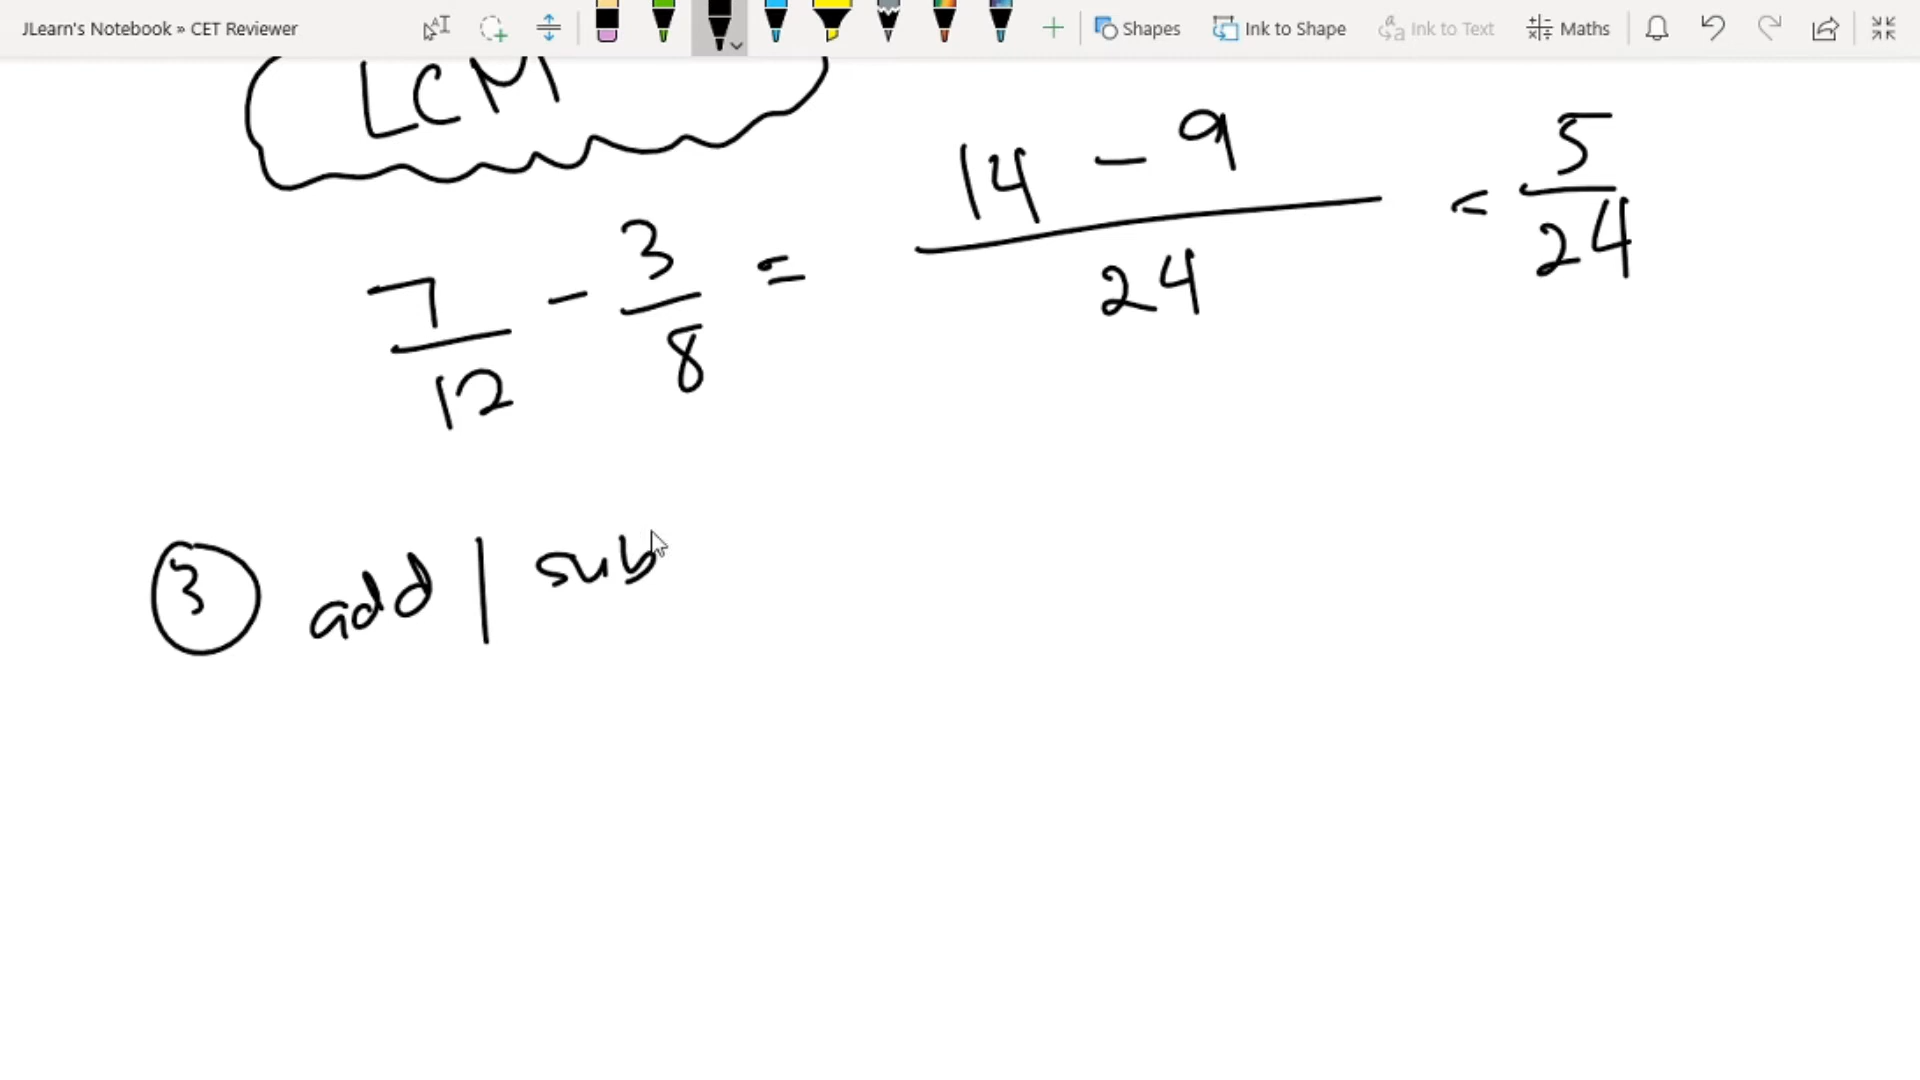 JLearn's Notebook » CET Reviewer
Shapes
Ink to Shape
Ink to Text
Maths
LCM
7/12 - 3/8 = (14 - 9)/24 = 5/24
③ add | sub